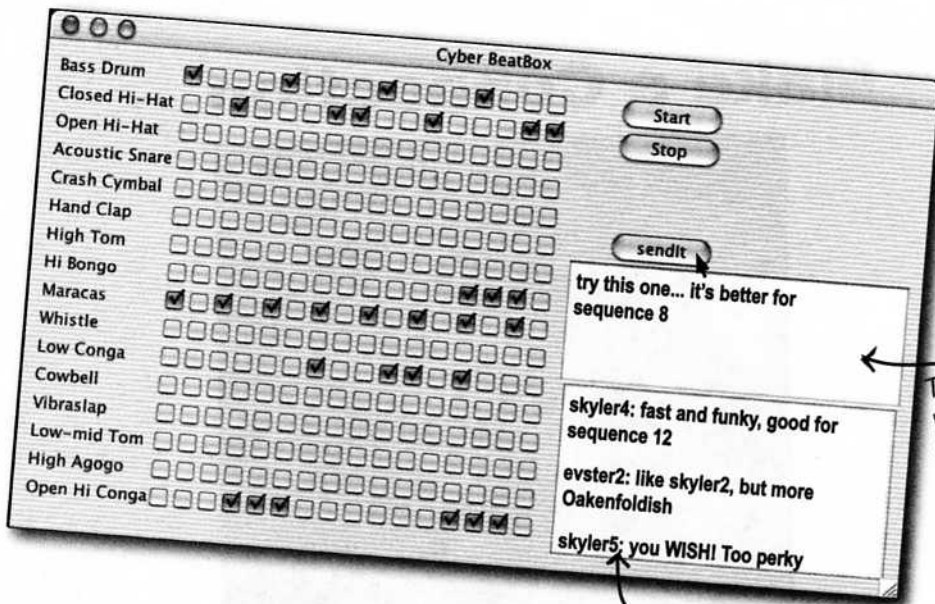 Cyber BeatBox
Bass Drum
Closed Hi-Hat
Open Hi-Hat
Acoustic Snare
Crash Cymbal
Hand Clap
High Tom
Hi Bongo
Maracas
Whistle
Low Conga
Cowbell
Vibraslap
Low-mid Tom
High Agogo
Open Hi Conga
Start
Stop
sendIt
try this one... it's better for
sequence 8
skyler4: fast and funky, good for
sequence 12
evster2: like skyler2, but more
Oakenfoldish
skyler5: you WISH! Too perky